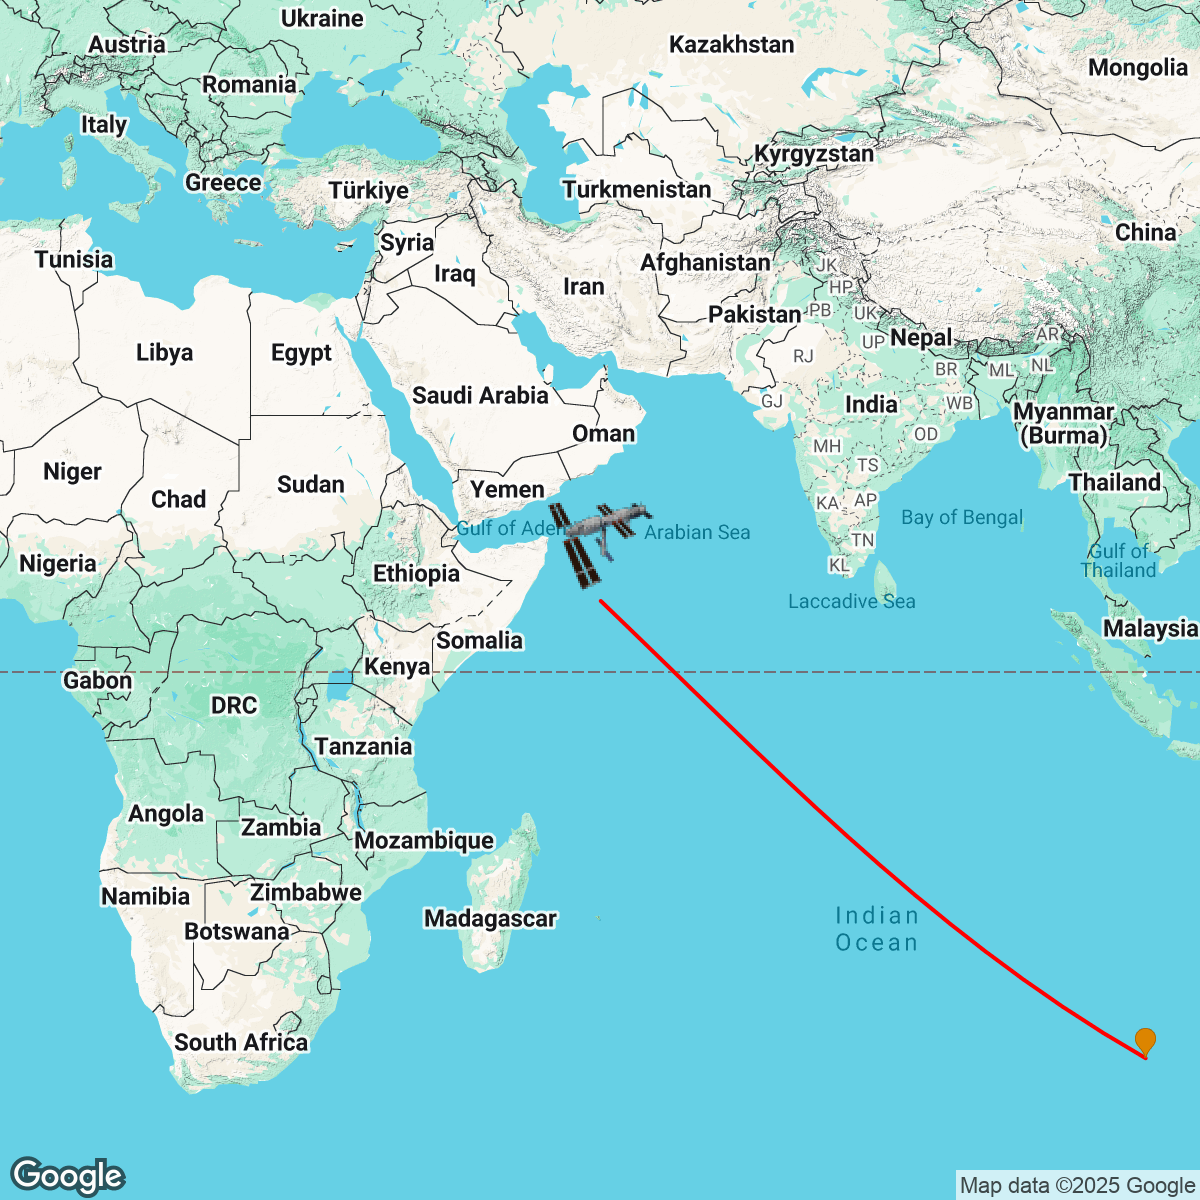 Ukraine
Austria
Kazakhstan
Mongolia
Romania
Italy
Kyrgyzstan
Greece
Türkiye
Turkmenistan
China
Syria
Tunisia
Afghanistan
JK
Iraq
Iran
HP
Pakistan
PB
UK
Nepal
AR
UP
Libya
Egypt
RJ
BR
ML
NL
Saudi Arabia
GJ
India
WB
Myanmar
(Burma)
Oman
OD
MH
TS
Niger
Chad
Sudan
Yemen
Thailand
KA
AP
Gulf of Aden
Arabian Sea
Bay of Bengal
TN
Nigeria
Ethiopia
KL
Gulf of
Thailand
Laccadive Sea
Malaysia
Somalia
Kenya
Gabon
DRC
Tanzania
Angola
Zambia
Mozambique
Namibia
Zimbabwe
Botswana
Madagascar
Indian
Ocean
South Africa
Google
Map data ©2025 Google